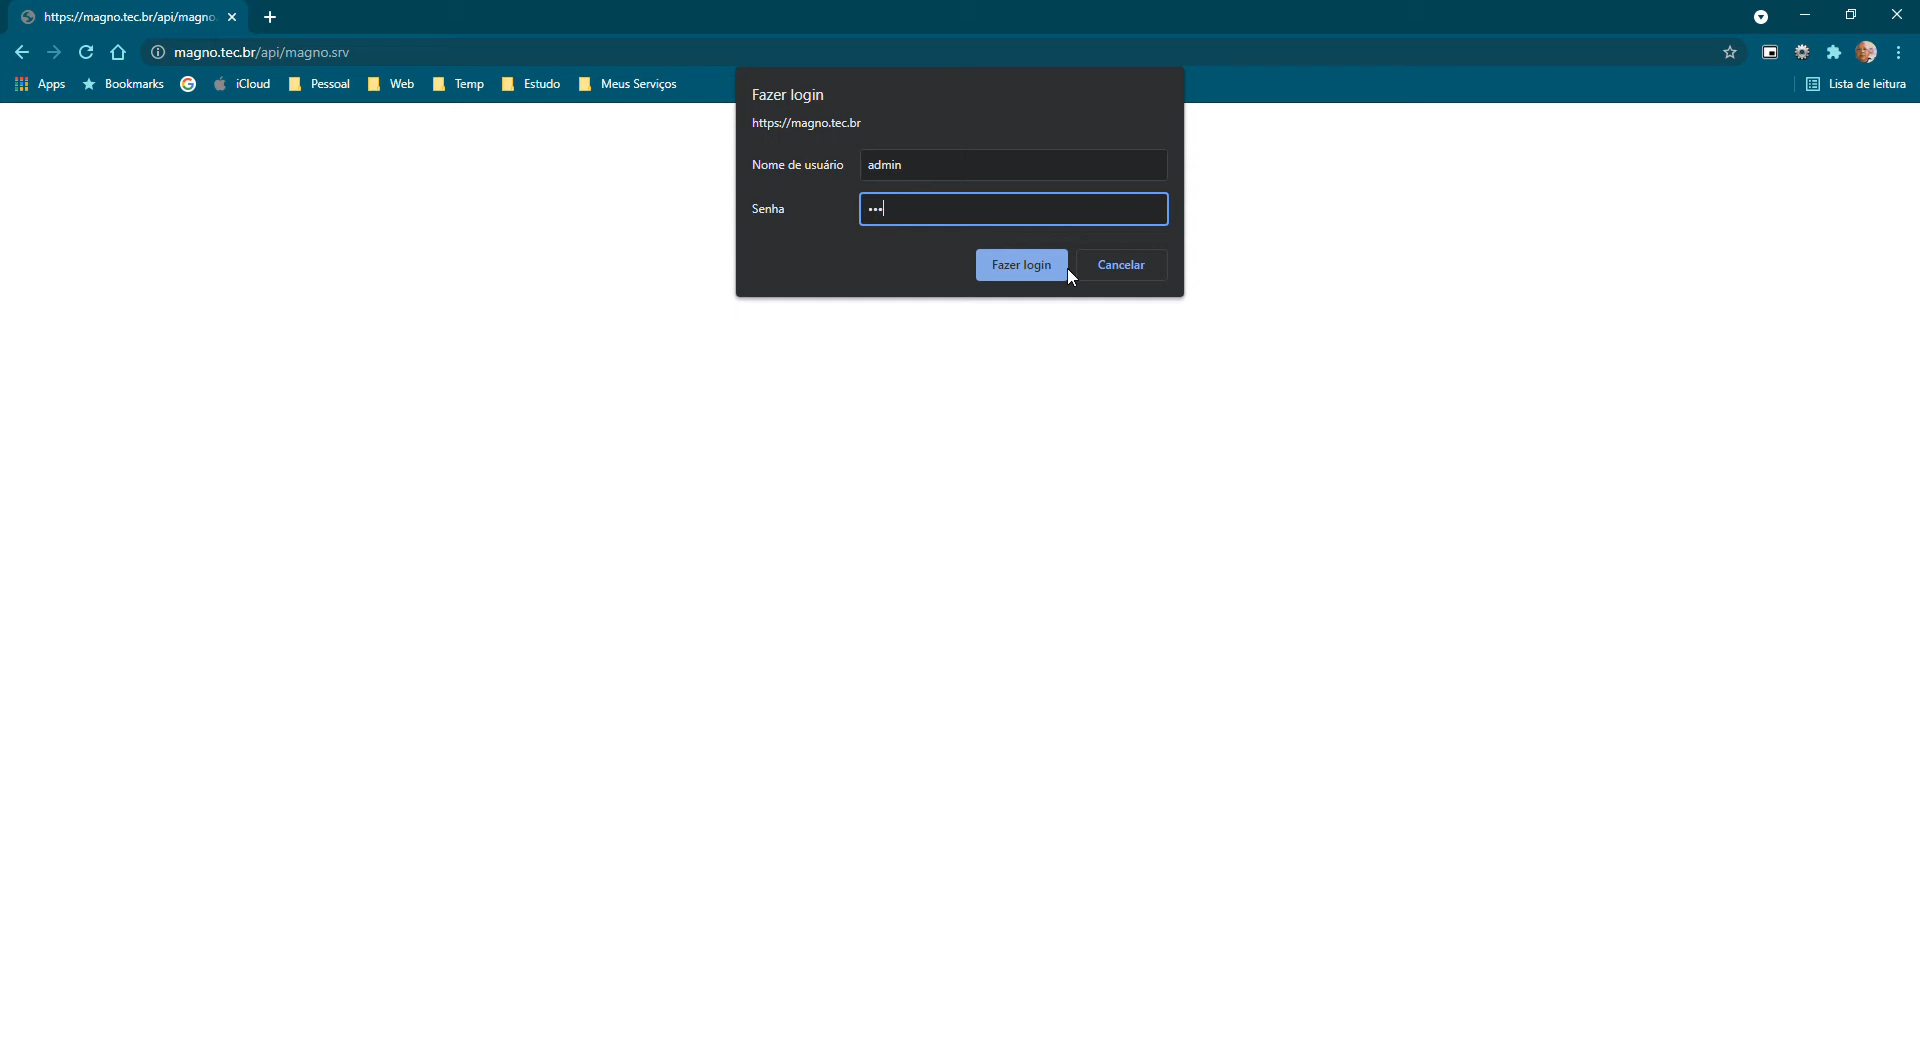 https://magno.tec.br/api/magno.
magno.tec.br/api/magno.srv
Apps Bookmarks iCloud Pessoal Web Temp Estudo Meus Serviços Lista de leitura
Fazer login
https://magno.tec.br
Nome de usuário admin
Senha •••
Fazer login Cancelar